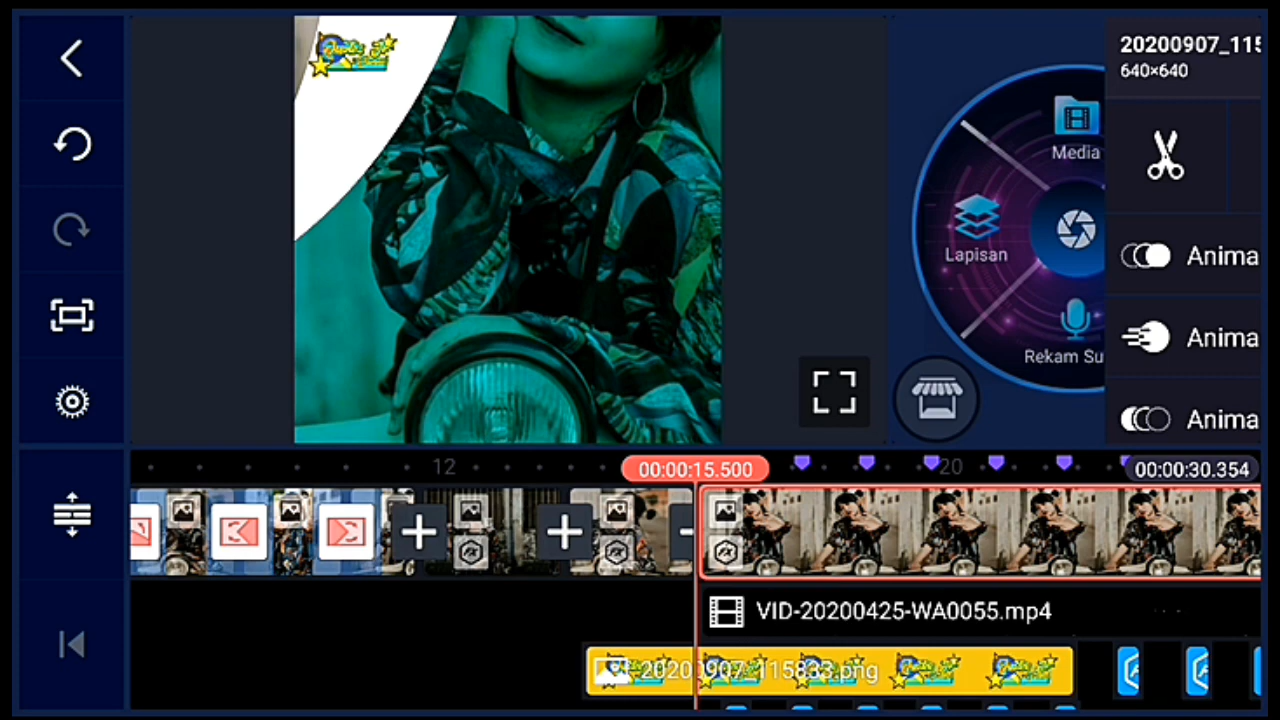 20200907_115
640×640
Media
Lapisan
Rekam Su
Anima
Anima
Anima
12
00:00:15.500
20
00:00:30.354
VID-20200425-WA0055.mp4
20200907_115833.png